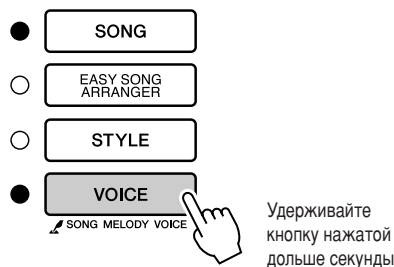 SONG
EASY SONG
ARRANGER
STYLE
VOICE
SONG MELODY VOICE
Удерживайте
кнопку нажатой
дольше секунды